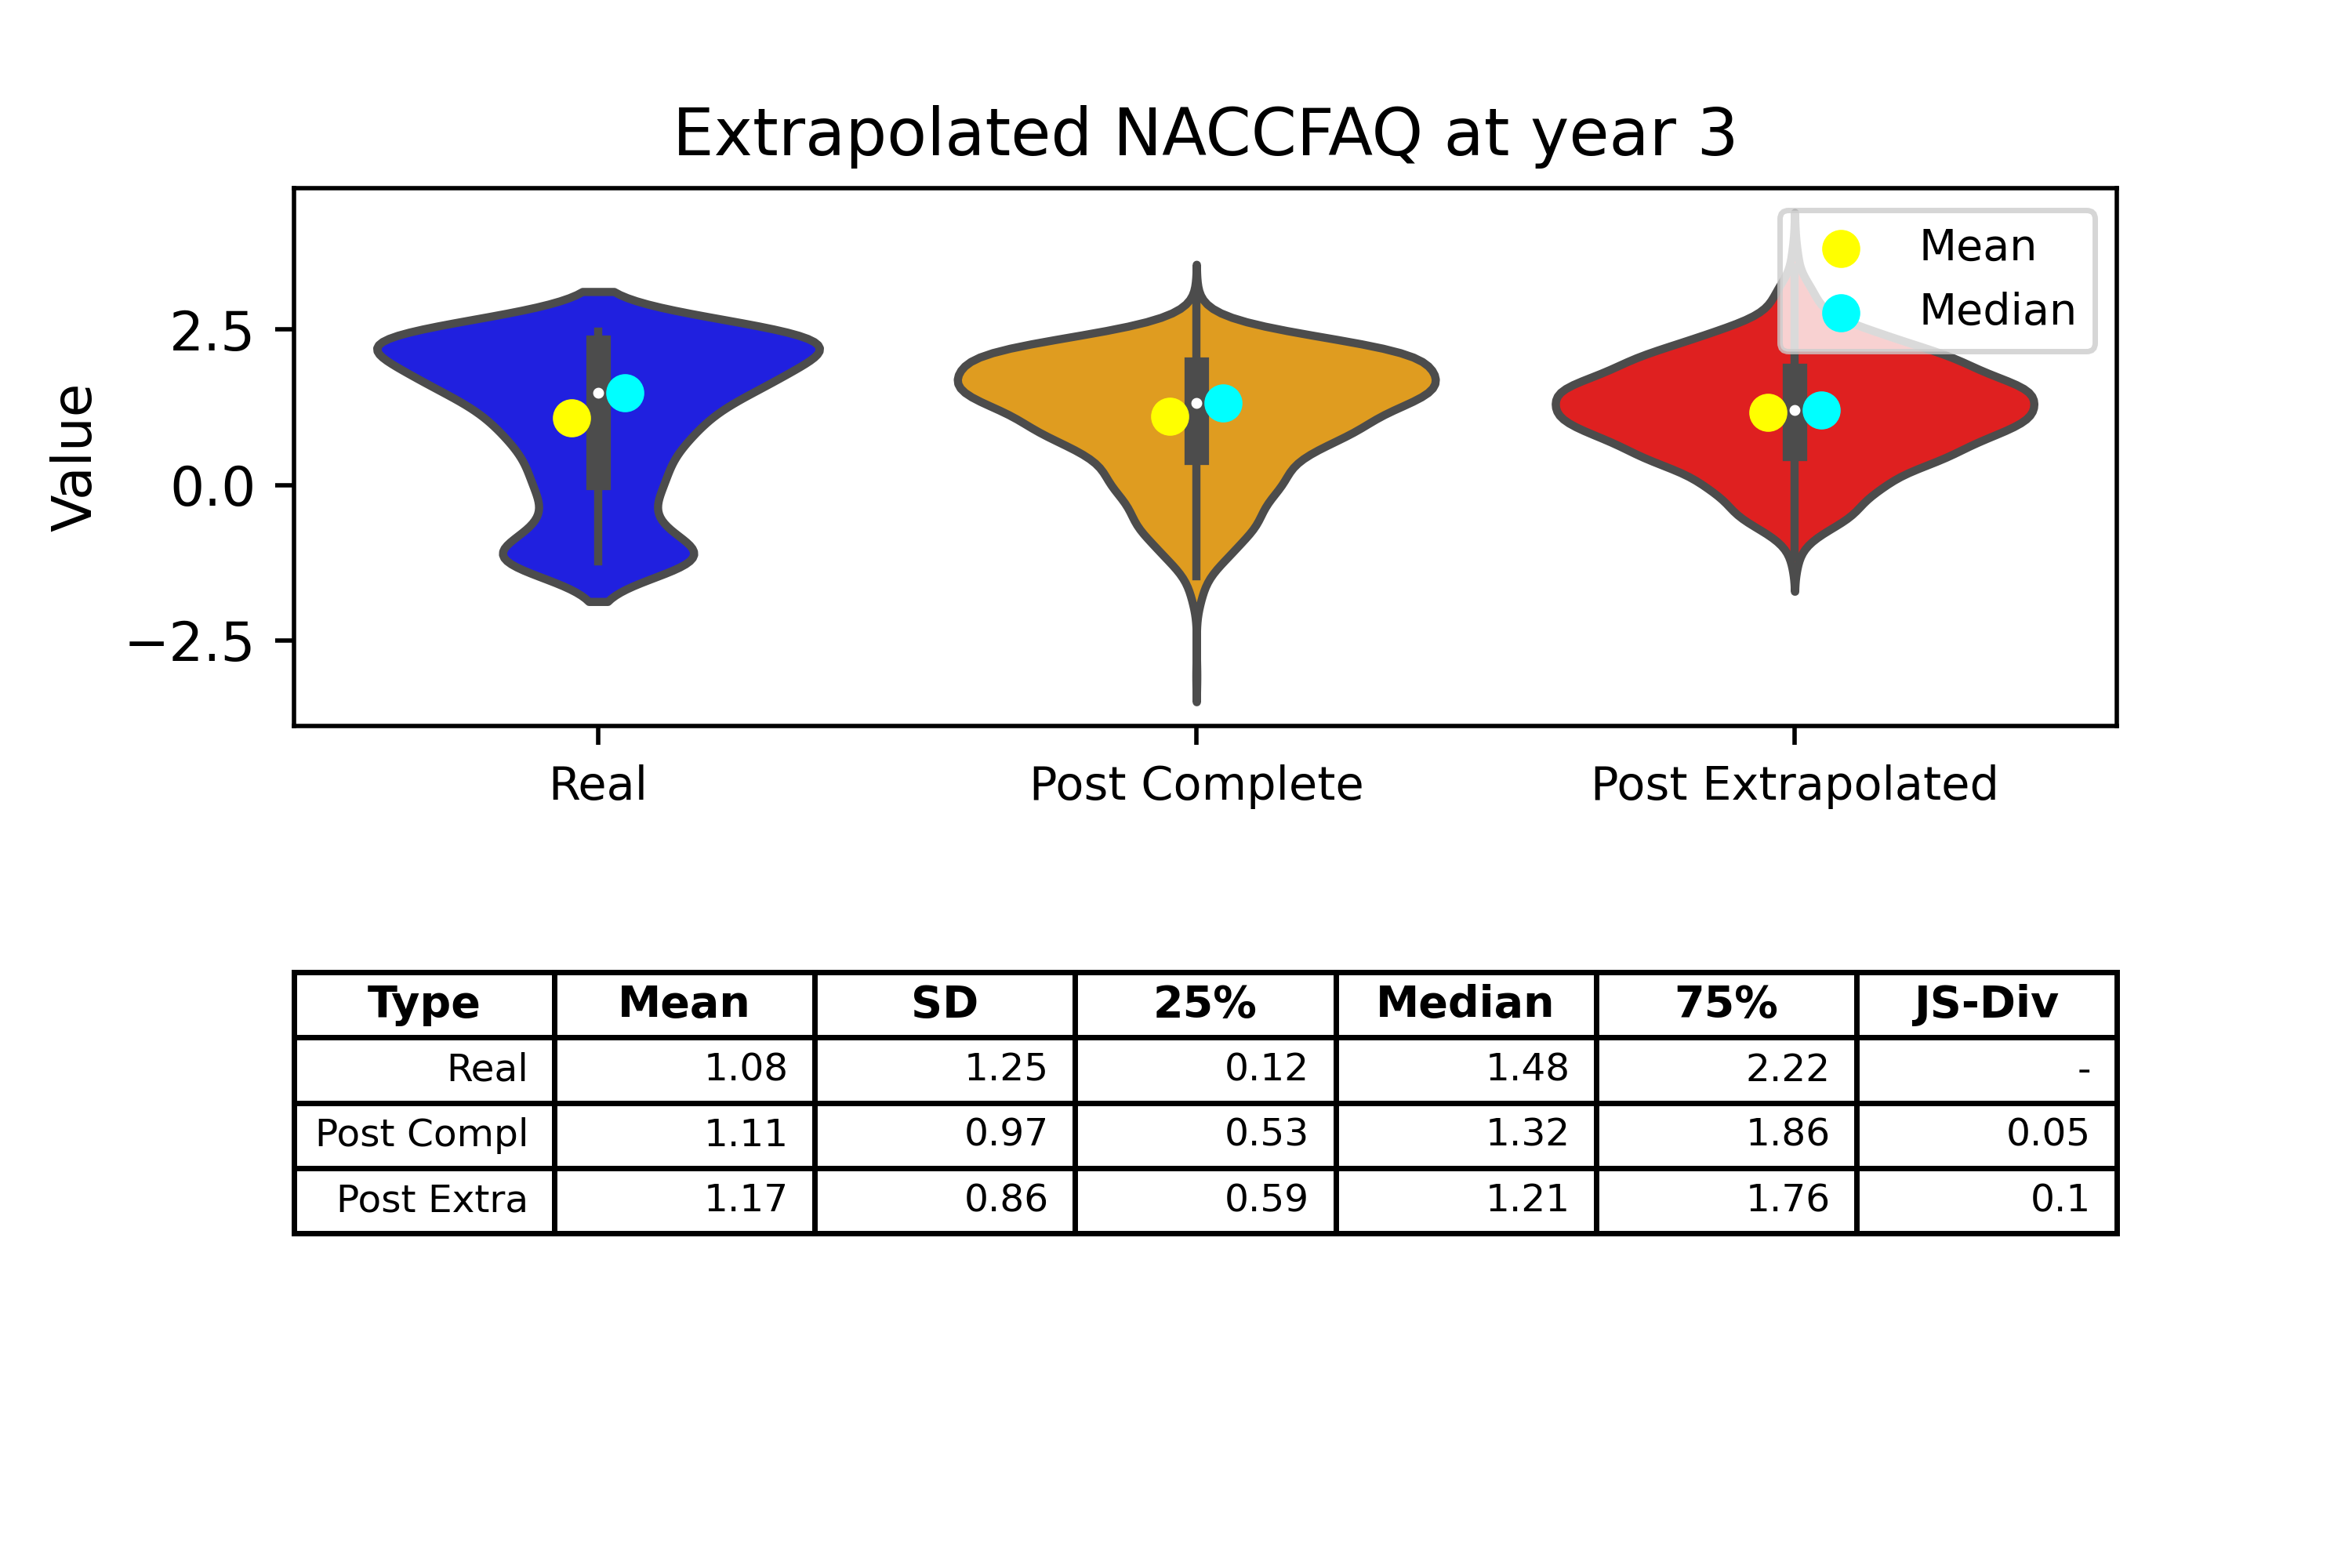 Extrapolated NACCFAQ at year 3
Mean
Median
Value
2.5
0.0
−2.5
Real Post Complete Post Extrapolated
Type Mean SD 25% Median 75% JS-Div
Real 1.08 1.25 0.12 1.48 2.22 -
Post Compl 1.11 0.97 0.53 1.32 1.86 0.05
Post Extra 1.17 0.86 0.59 1.21 1.76 0.1